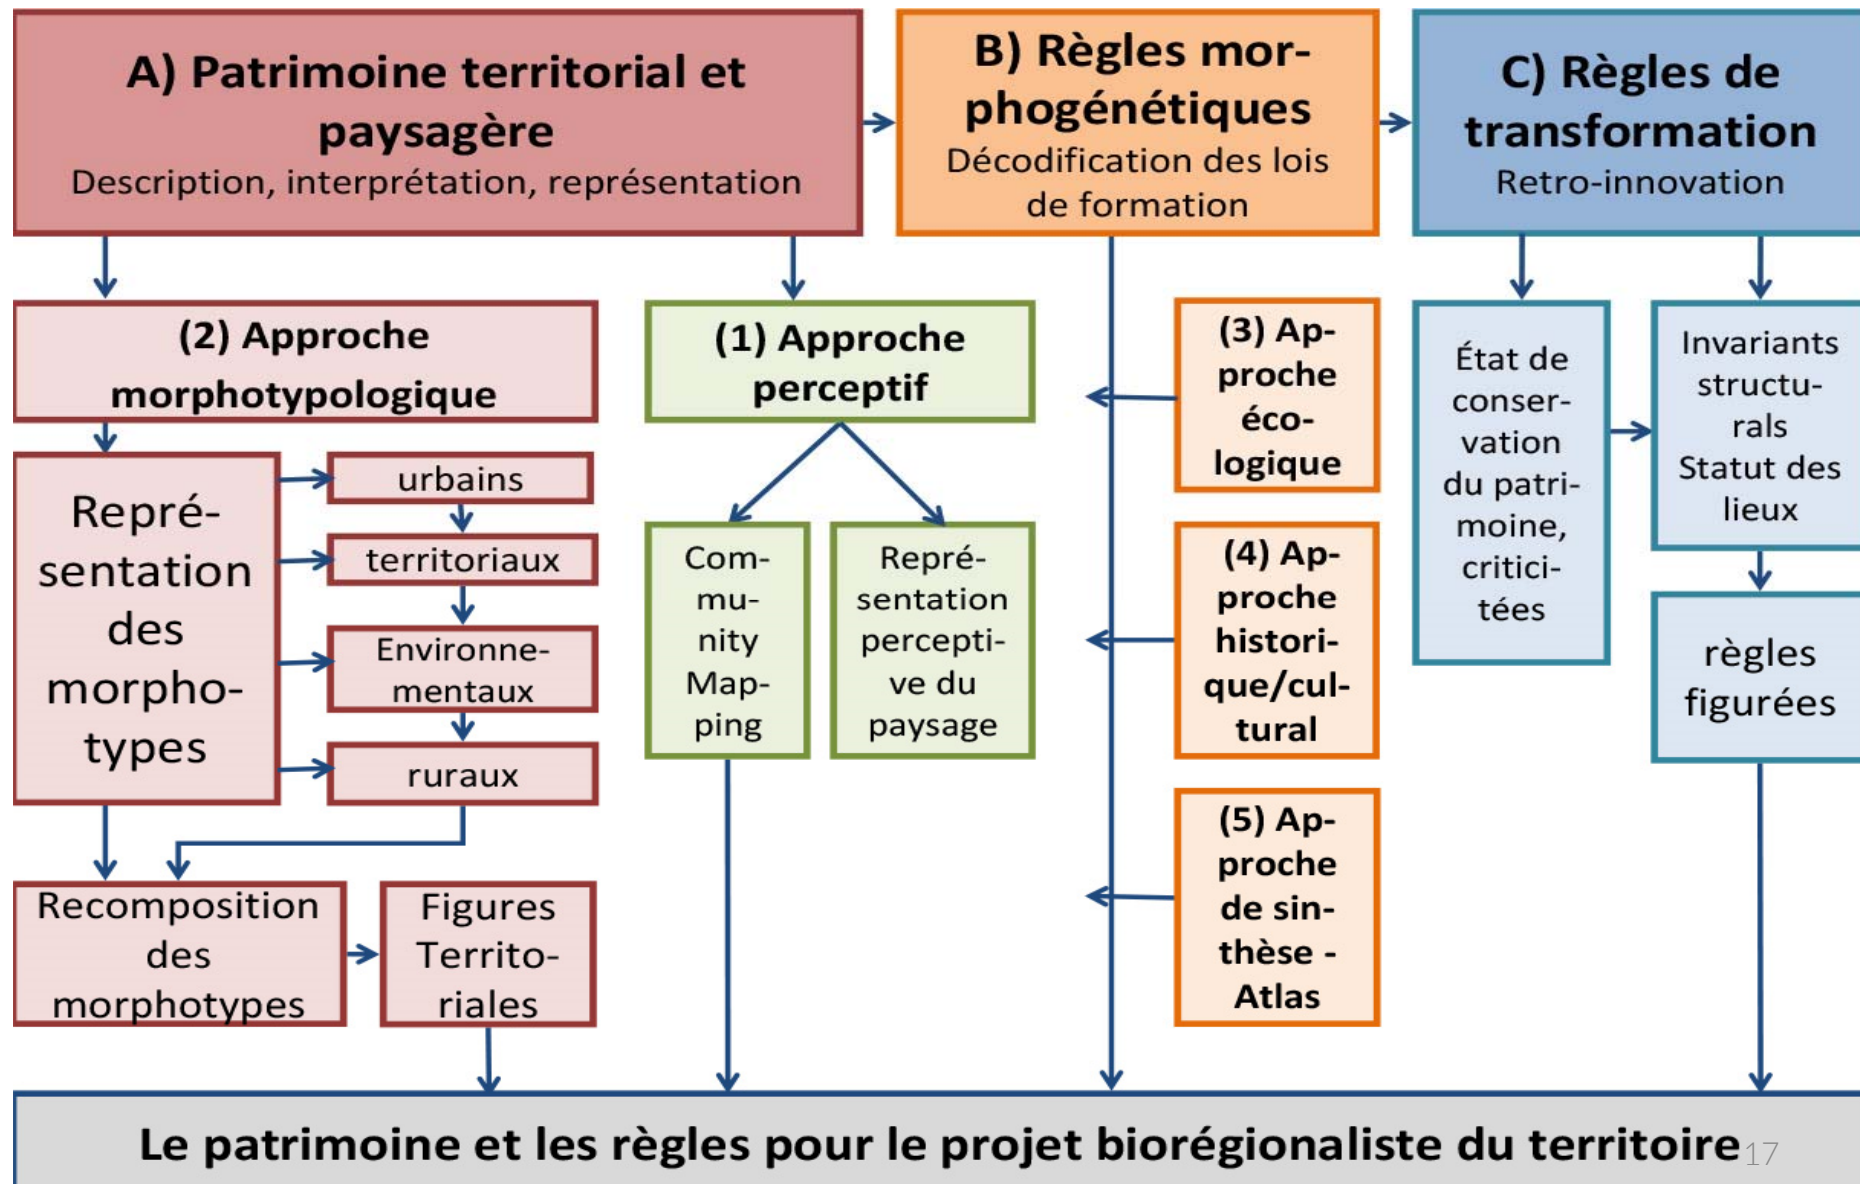 A) Patrimoine territorial et
paysagère
Description, interprétation, représentation
B) Règles mor-
phogénétiques
Décodification des lois
de formation
C) Règles de
transformation
Retro-innovation
(2) Approche
morphotypologique
(1) Approche
perceptif
(3) Ap-
proche
éco-
logique
État de
conser-
vation
du patri-
moine,
critici-
tées
Invariants
structu-
rals
Statut des
lieux
Repré-
sentation
des
morpho-
types
urbains
territoriaux
Environne-
mentaux
ruraux
Com-
mu-
nity
Map-
ping
Repré-
sentation
percepti-
ve du
paysage
(4) Ap-
proche
histori-
que/cul-
tural
règles
figurées
(5) Ap-
proche
de sin-
thèse -
Atlas
Recomposition
des
morphotypes
Figures
Territo-
riales
Le patrimoine et les règles pour le projet biorégionaliste du territoire
17